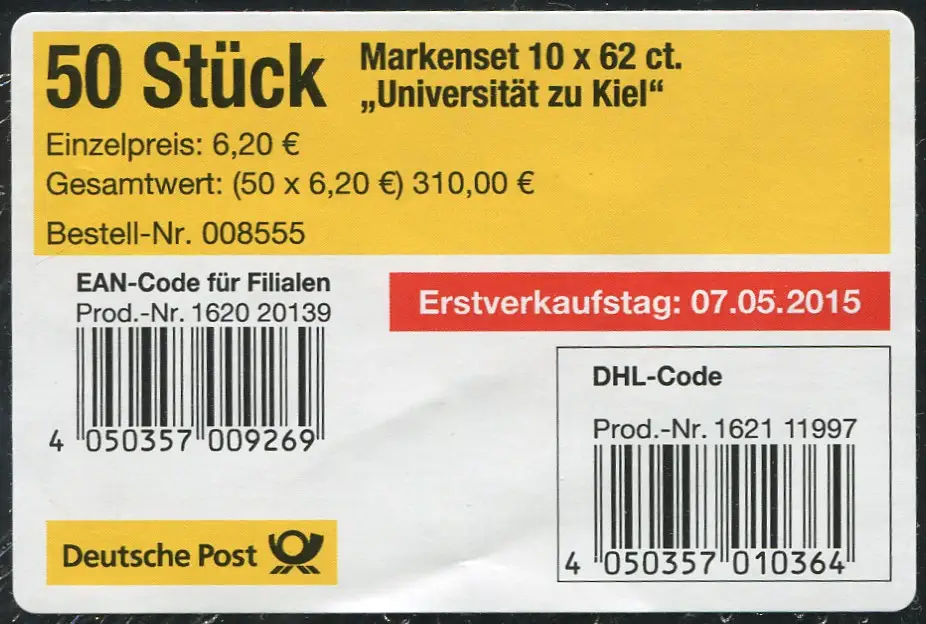 50 Stück
Markenset 10 x 62 ct.
„Universität zu Kiel“
Einzelpreis: 6,20 €
Gesamtwert: (50 x 6,20 €) 310,00 €
Bestell-Nr. 008555
EAN-Code für Filialen
Prod.-Nr. 1620 20139
4 050357 009269
Erstverkaufstag: 07.05.2015
DHL-Code
Prod.-Nr. 1621 11997
4 050357 010364
Deutsche Post